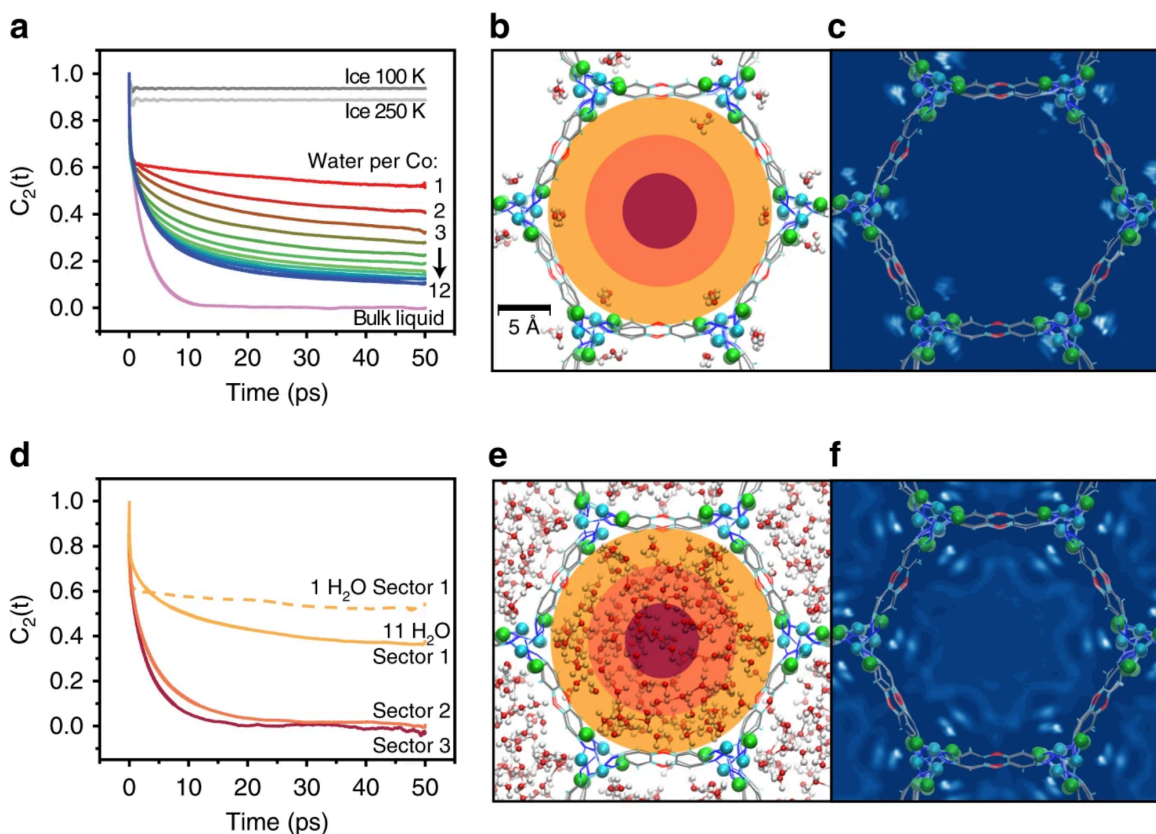 a
1.0
0.8
0.6
0.4
0.2
0.0
C₂(t)
Ice 100 K
Ice 250 K
Water per Co:
1
2
3
12
Bulk liquid
0
10
20
30
40
50
Time (ps)
b
5 Å
c
d
1.0
0.8
0.6
0.4
0.2
0.0
C₂(t)
1 H₂O Sector 1
11 H₂O
Sector 1
Sector 2
Sector 3
0
10
20
30
40
50
Time (ps)
e
f